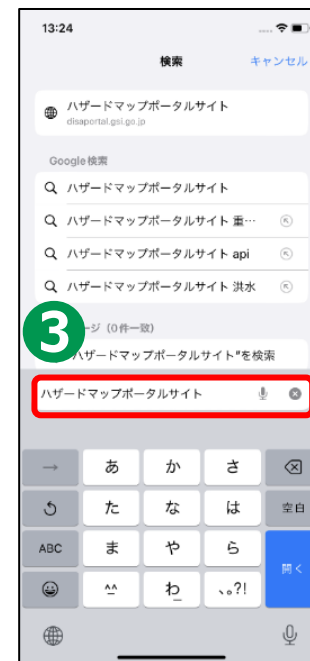 13:24
検索
キャンセル
ハザードマップポータルサイト
disaportal.gsi.go.jp
Google検索
ハザードマップポータルサイト
ハザードマップポータルサイト 重…
ハザードマップポータルサイト api
ハザードマップポータルサイト 洪水
3
ージ（0件一致）
ハザードマップポータルサイト"を検索
ハザードマップポータルサイト
→
あ
か
さ
た
な
は
空白
ABC
ま
や
ら
開く
^^
わ
、。?!